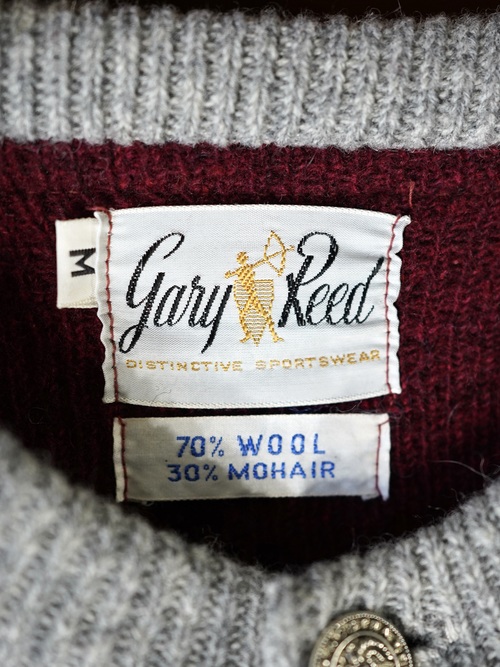 M
Gary Reed
DISTINCTIVE SPORTSWEAR
70% WOOL
30% MOHAIR